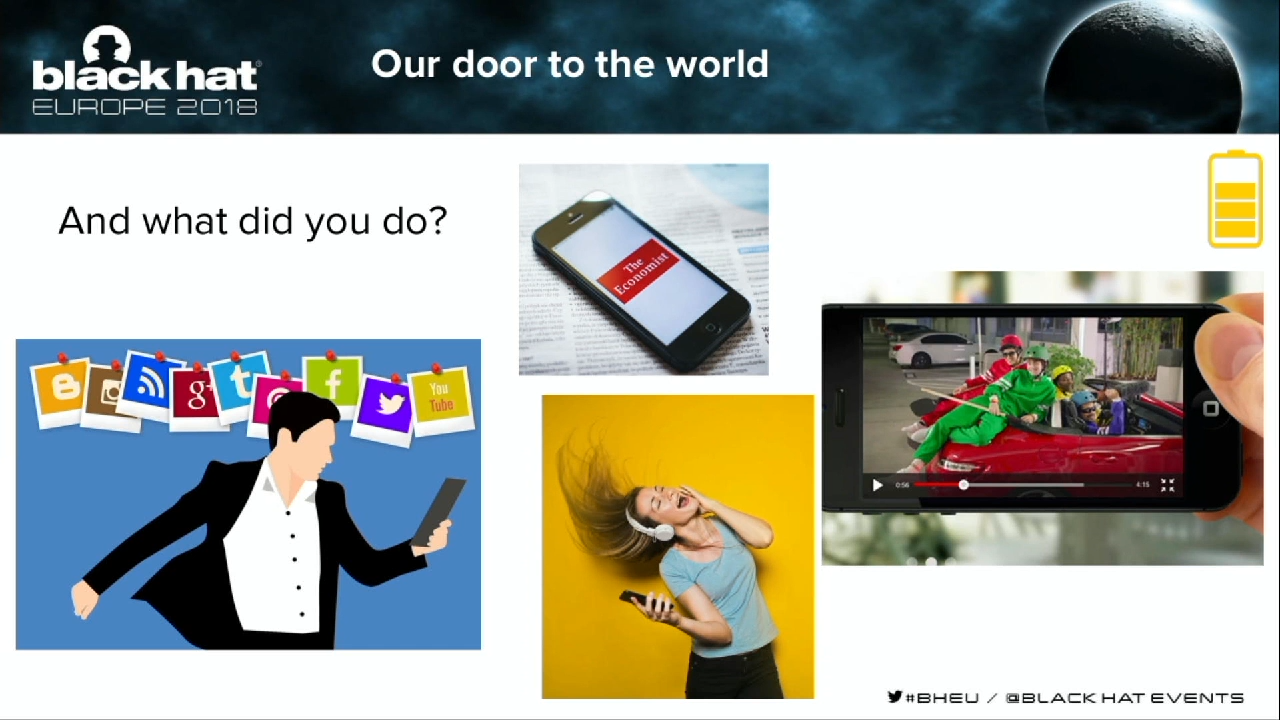 black hat®
EUROPE 2018
Our door to the world
And what did you do?
The
Economist
You
Tube
0:56
4:15
#BHEU / @BLACK HAT EVENTS